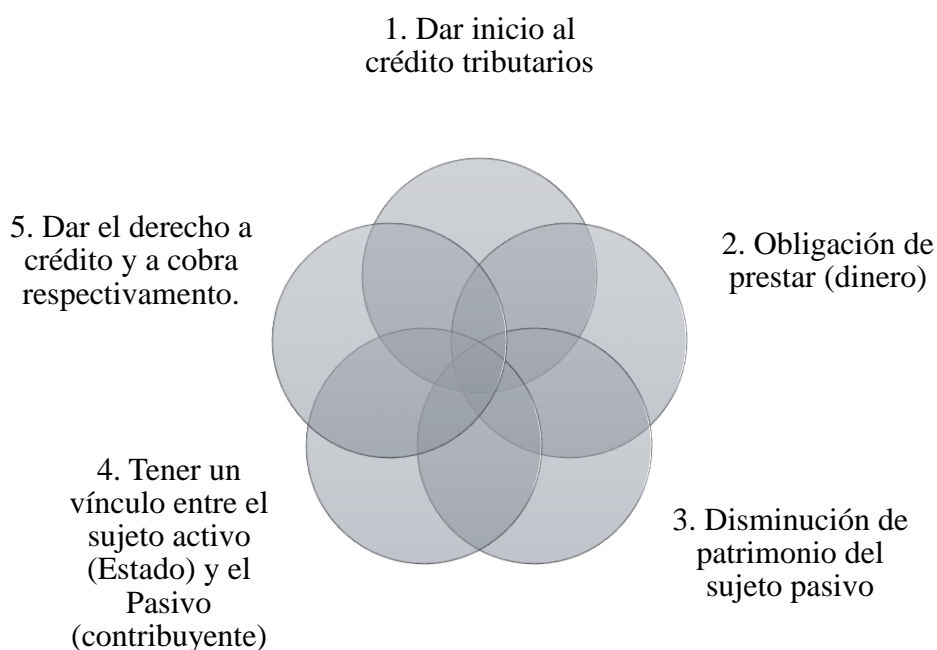 1. Dar inicio al
crédito tributarios
2. Obligación de
prestar (dinero)
3. Disminución de
patrimonio del
sujeto pasivo
4. Tener un
vínculo entre el
sujeto activo
(Estado) y el
Pasivo
(contribuyente)
5. Dar el derecho a
crédito y a cobra
respectivamento.